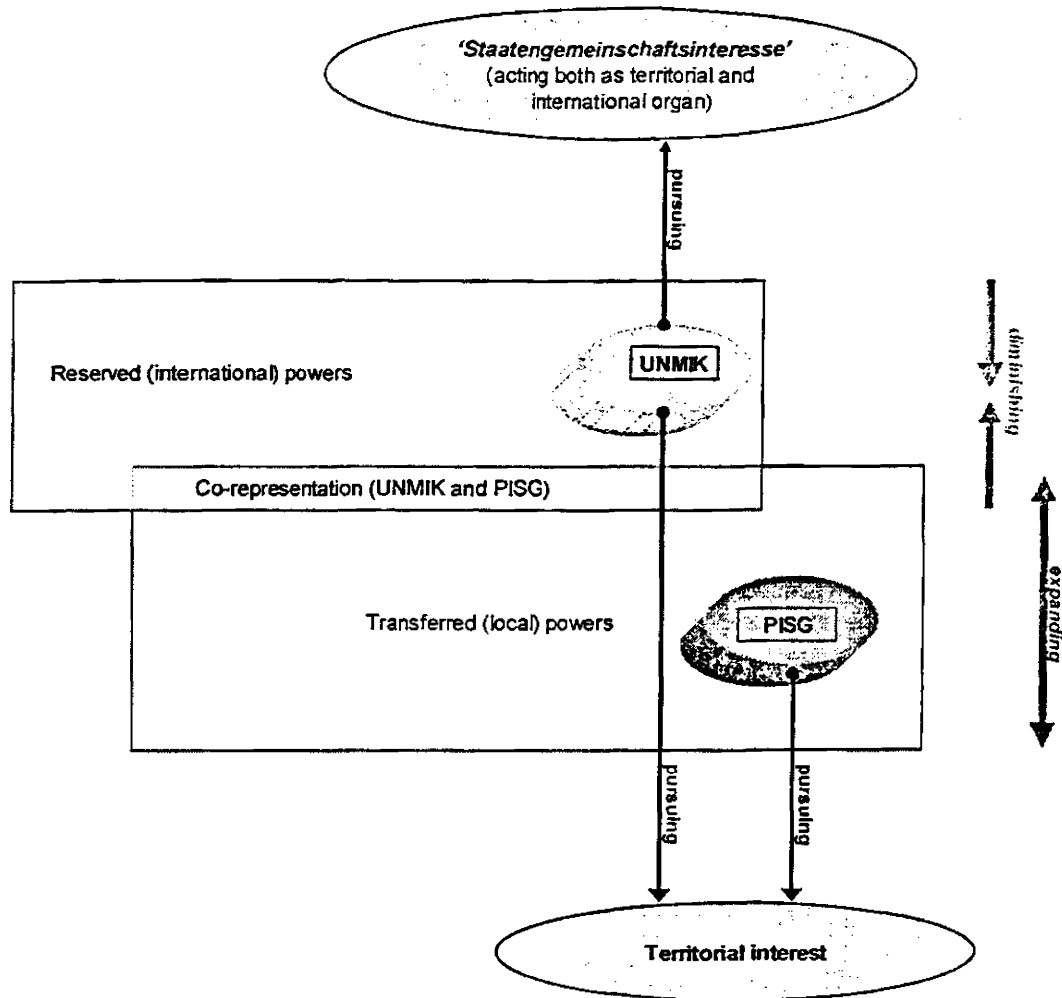 'Staatengemeinschaftsinteresse'
(acting both as territorial and
international organ)
pursuing
Reserved (international) powers
UNMIK
diminishing
Co-representation (UNMIK and PISG)
Transferred (local) powers
PISG
expanding
pursuing
pursuing
Territorial interest